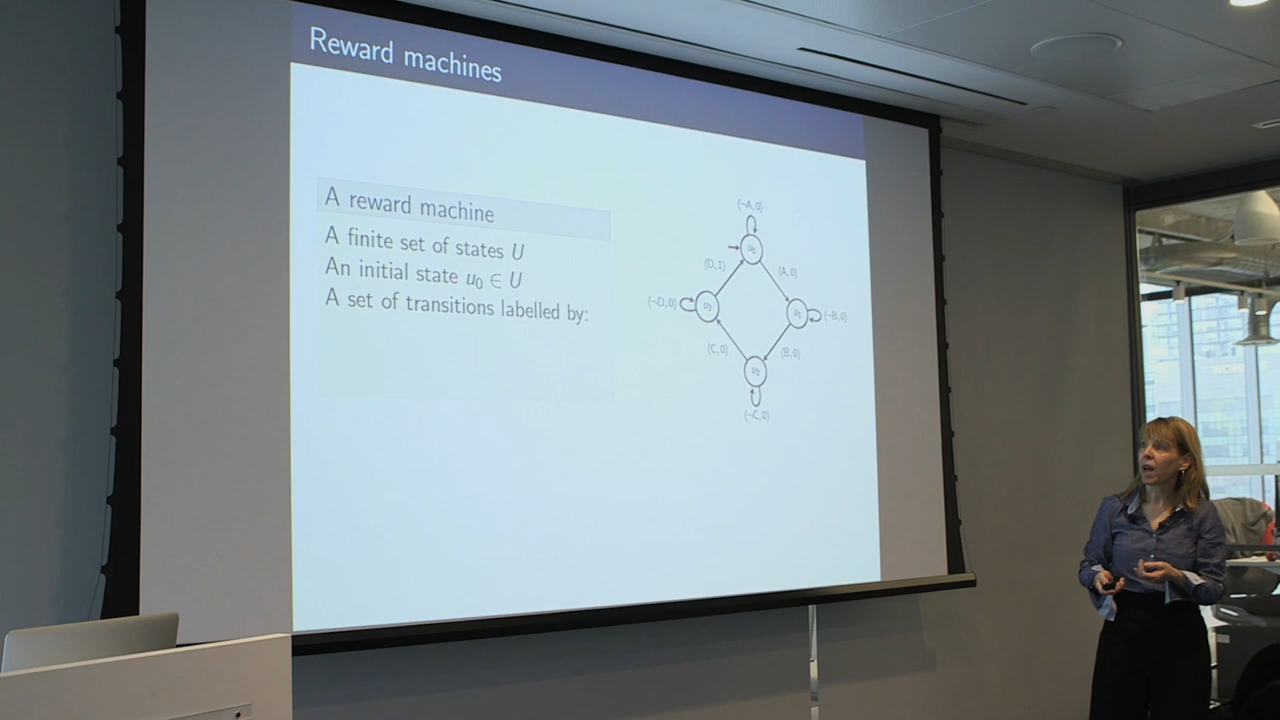 Reward machines
A reward machine
A finite set of states U
An initial state u₀ ∈ U
A set of transitions labelled by:
⟨¬A, 0⟩
u₀
⟨D, 1⟩
⟨A, 0⟩
⟨¬D, 0⟩
u₃
u₁
⟨¬B, 0⟩
⟨C, 0⟩
⟨B, 0⟩
u₂
⟨¬C, 0⟩